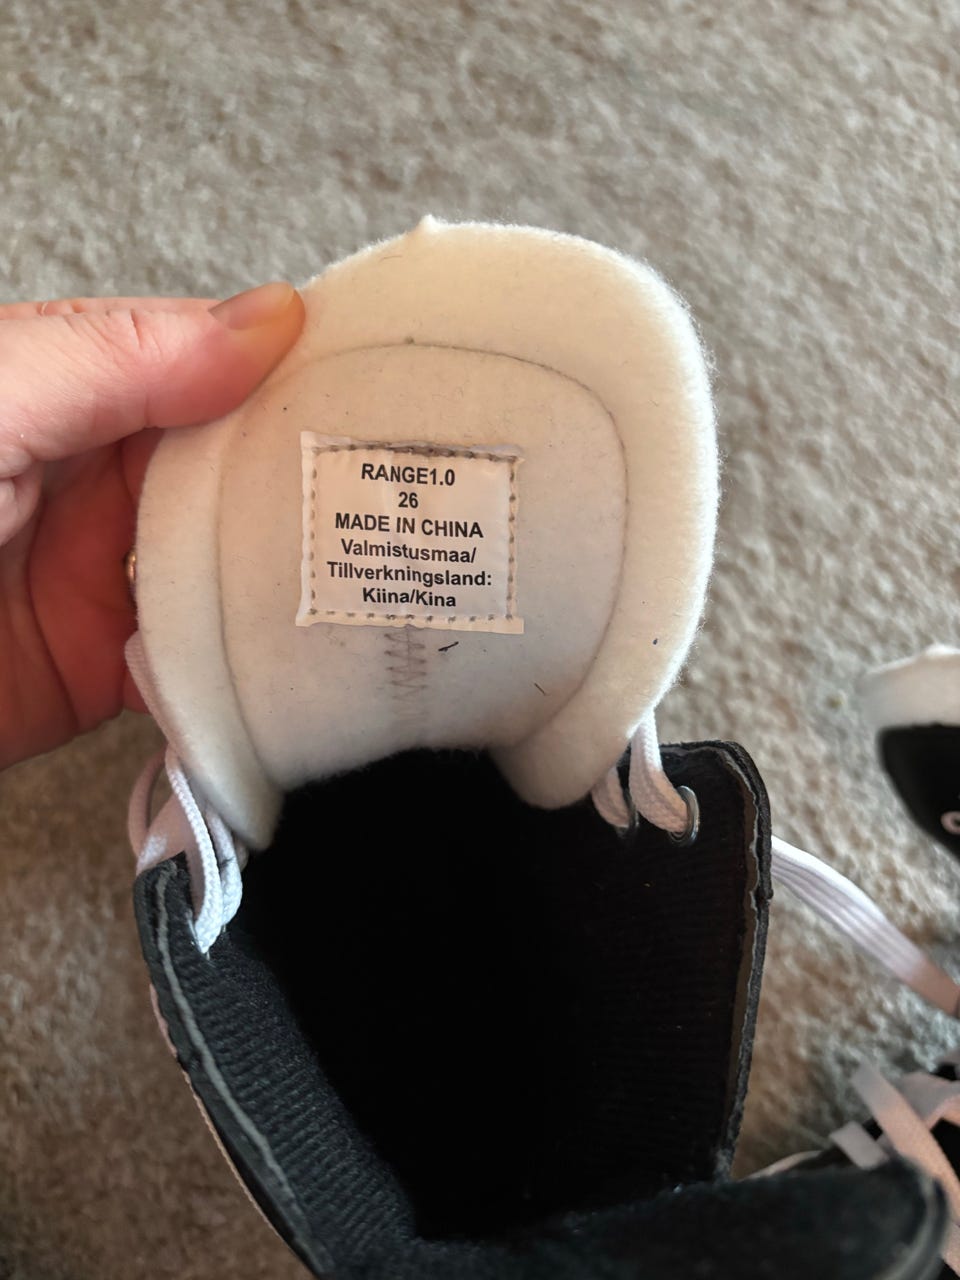 RANGE1.0
26
MADE IN CHINA
Valmistusmaa/
Tillverkningsland:
Kiina/Kina